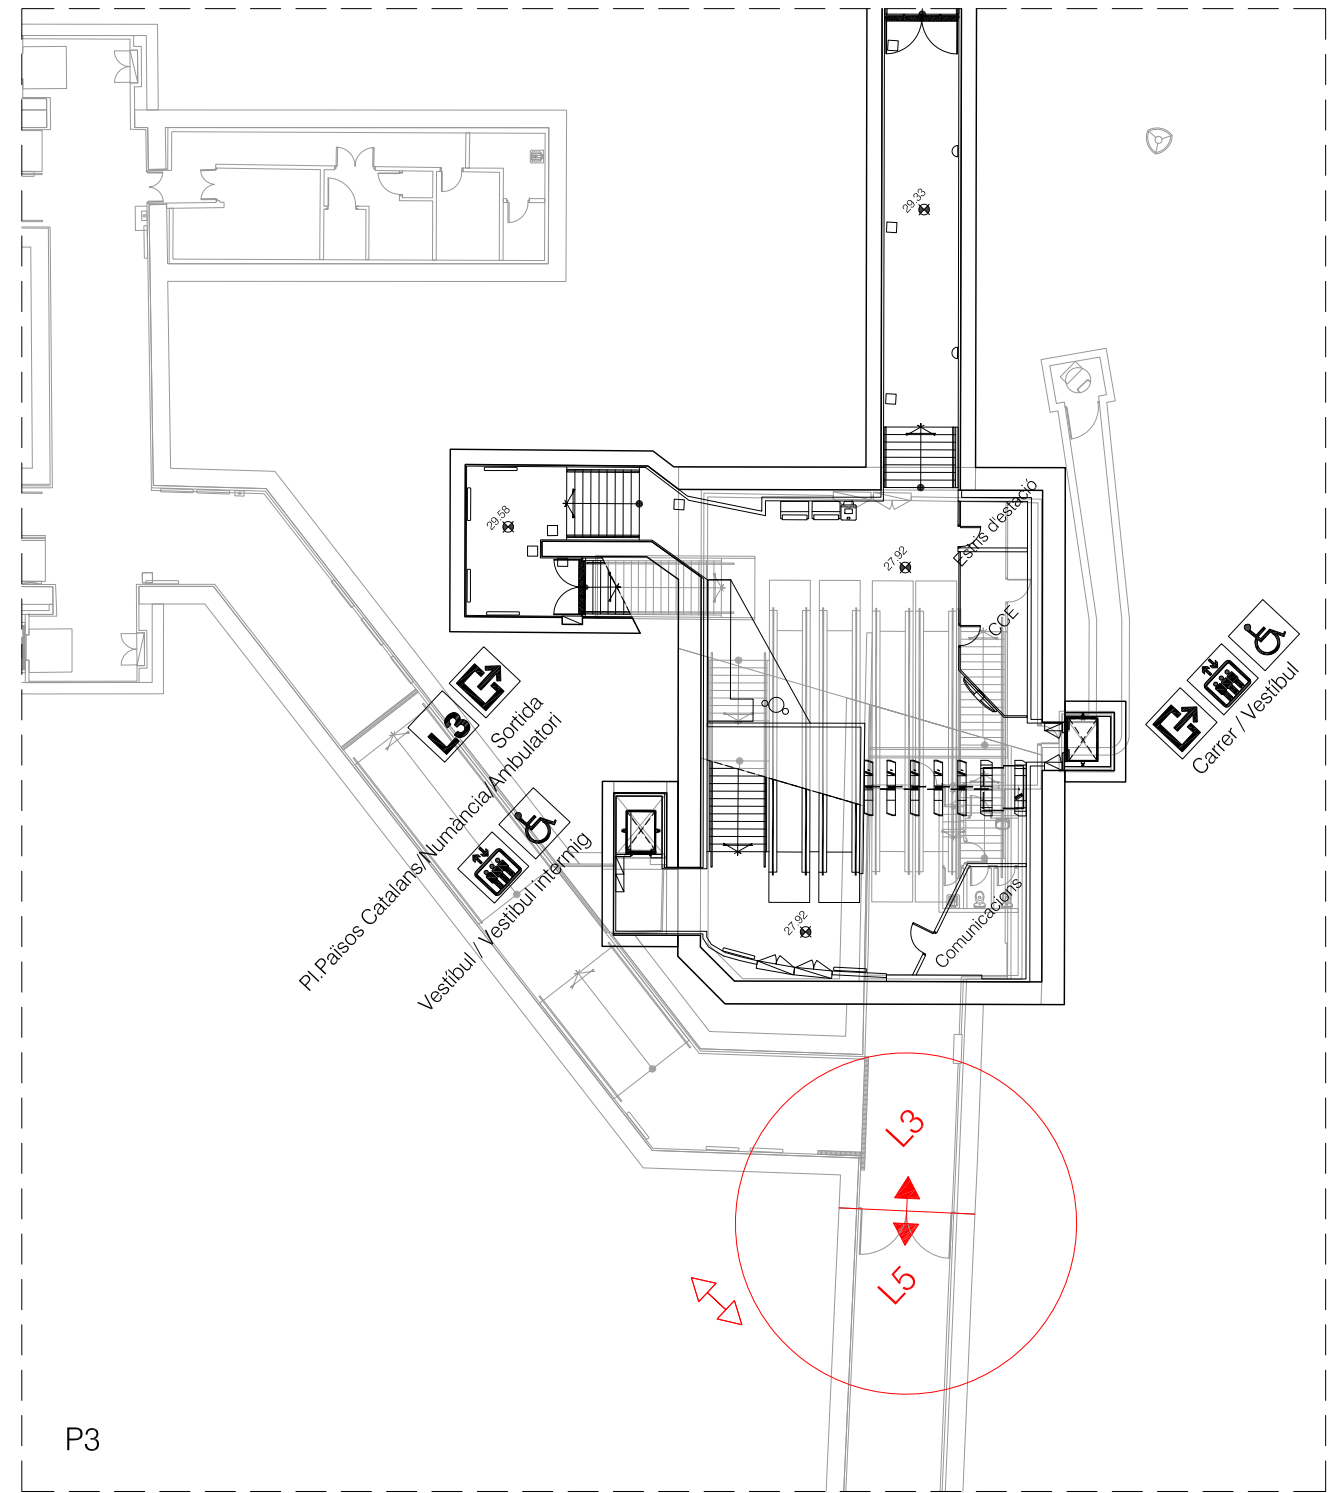 29.33
29.58
27.92
Estris d'estació
CCE
L3
Sortida
Pl.Països Catalans/Numància/Ambulatori
Vestíbul / Vestíbul intermig
Carrer / Vestíbul
27.92
Comunicacions
L3
L5
P3